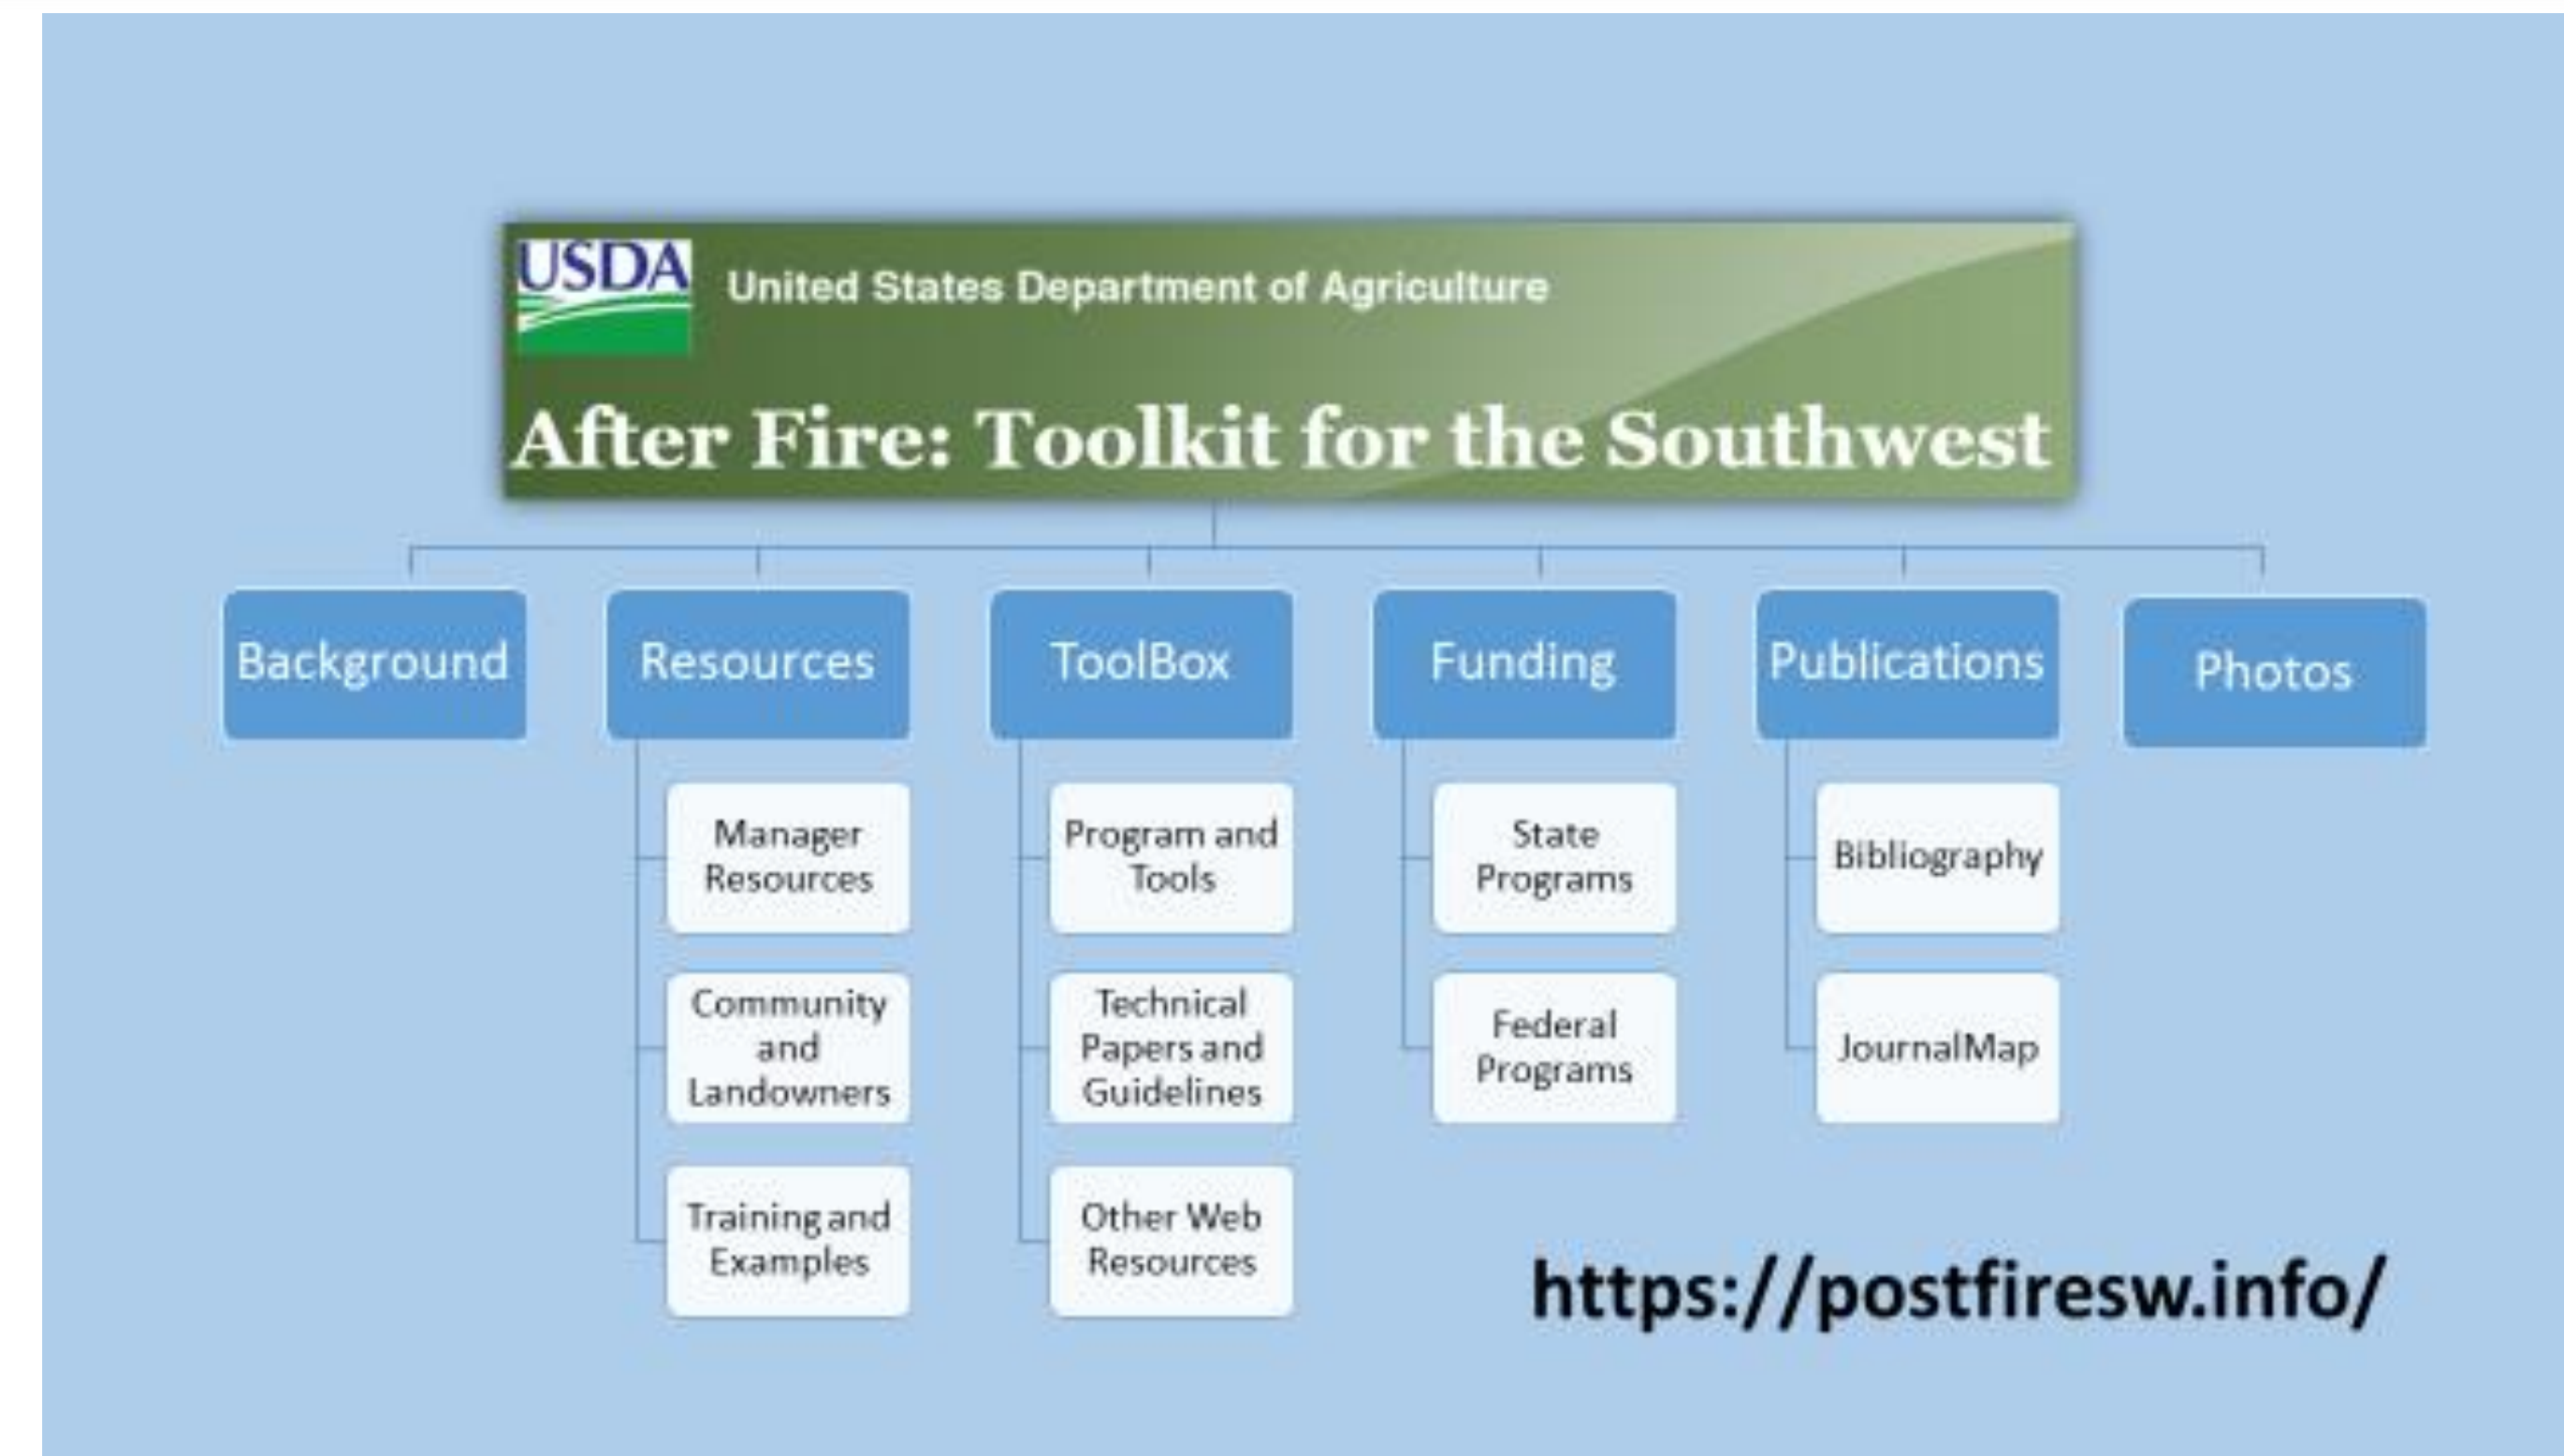 USDA
United States Department of Agriculture
After Fire: Toolkit for the Southwest
Background
Resources
ToolBox
Funding
Publications
Photos
Manager
Resources
Community
and
Landowners
Training and
Examples
Program and
Tools
Technical
Papers and
Guidelines
Other Web
Resources
State
Programs
Federal
Programs
Bibliography
JournalMap
https://postfiresw.info/